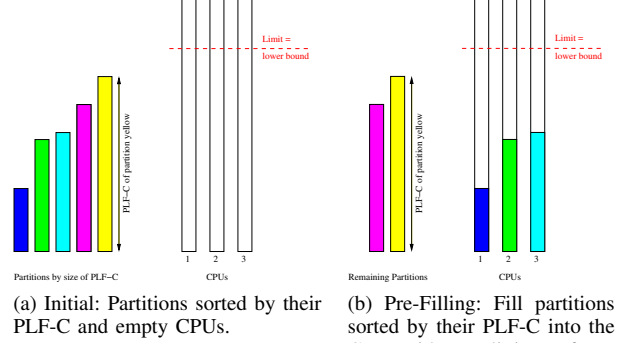 Limit =
lower bound
PLF−C of partition yellow
1 2 3
Partitions by size of PLF−C
CPUs
(a) Initial: Partitions sorted by their
PLF-C and empty CPUs.
Limit =
lower bound
PLF−C of partition yellow
1 2 3
Remaining Partitions
CPUs
(b) Pre-Filling: Fill partitions
sorted by their PLF-C into the